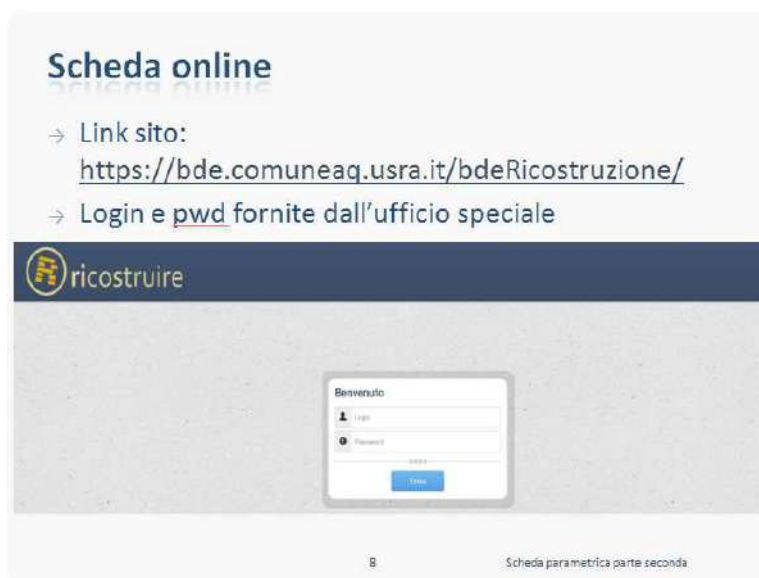 Scheda online
→ Link sito:
https://bde.comuneaq.usra.it/bdeRicostruzione/
→ Login e pwd fornite dall'ufficio speciale
ricostruire
Benvenuto
Login
Password
Entra
8
Scheda parametrica parte seconda